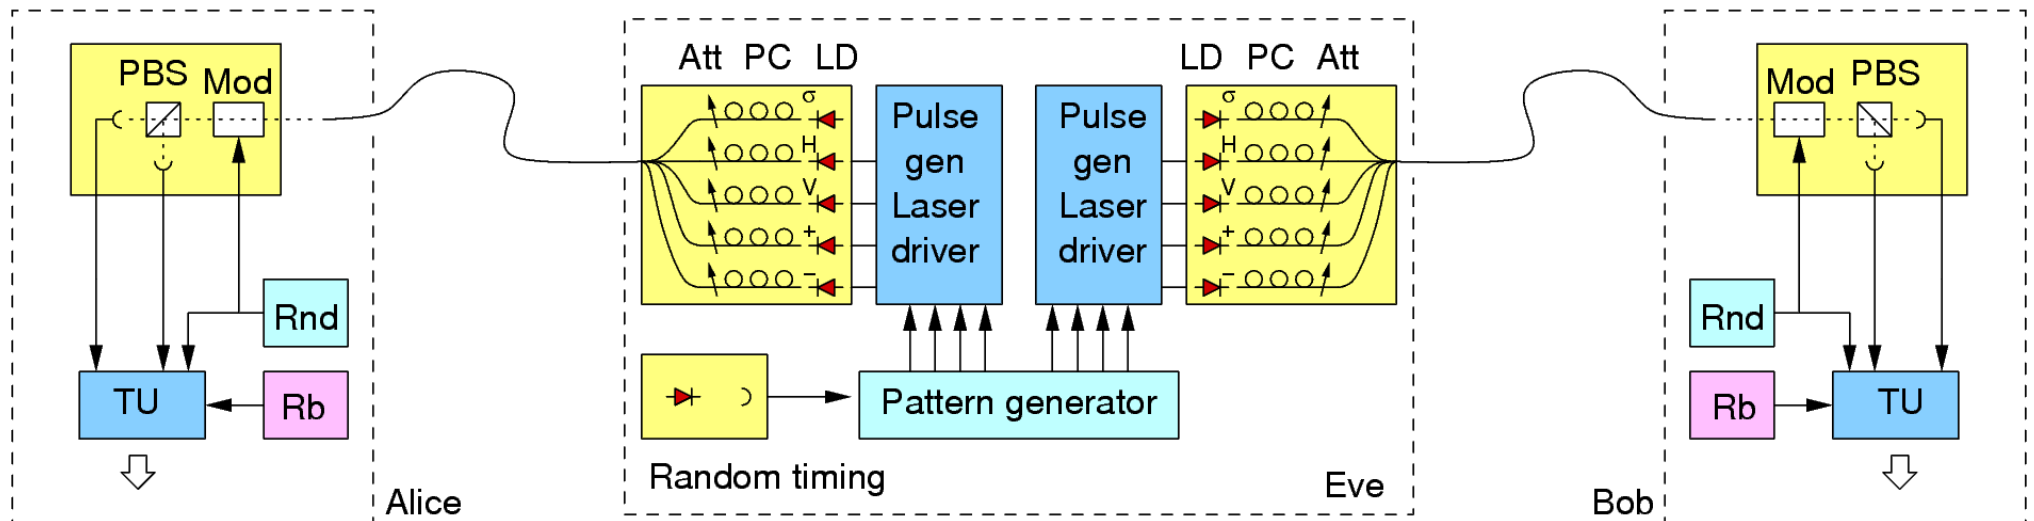 PBS Mod
Rnd
TU
Rb
Alice
Att PC LD
σ
H
V
+
−
Pulse
gen
Laser
driver
Pulse
gen
Laser
driver
LD PC Att
σ
H
V
+
−
Pattern generator
Random timing
Eve
Mod PBS
Rnd
Rb
TU
Bob